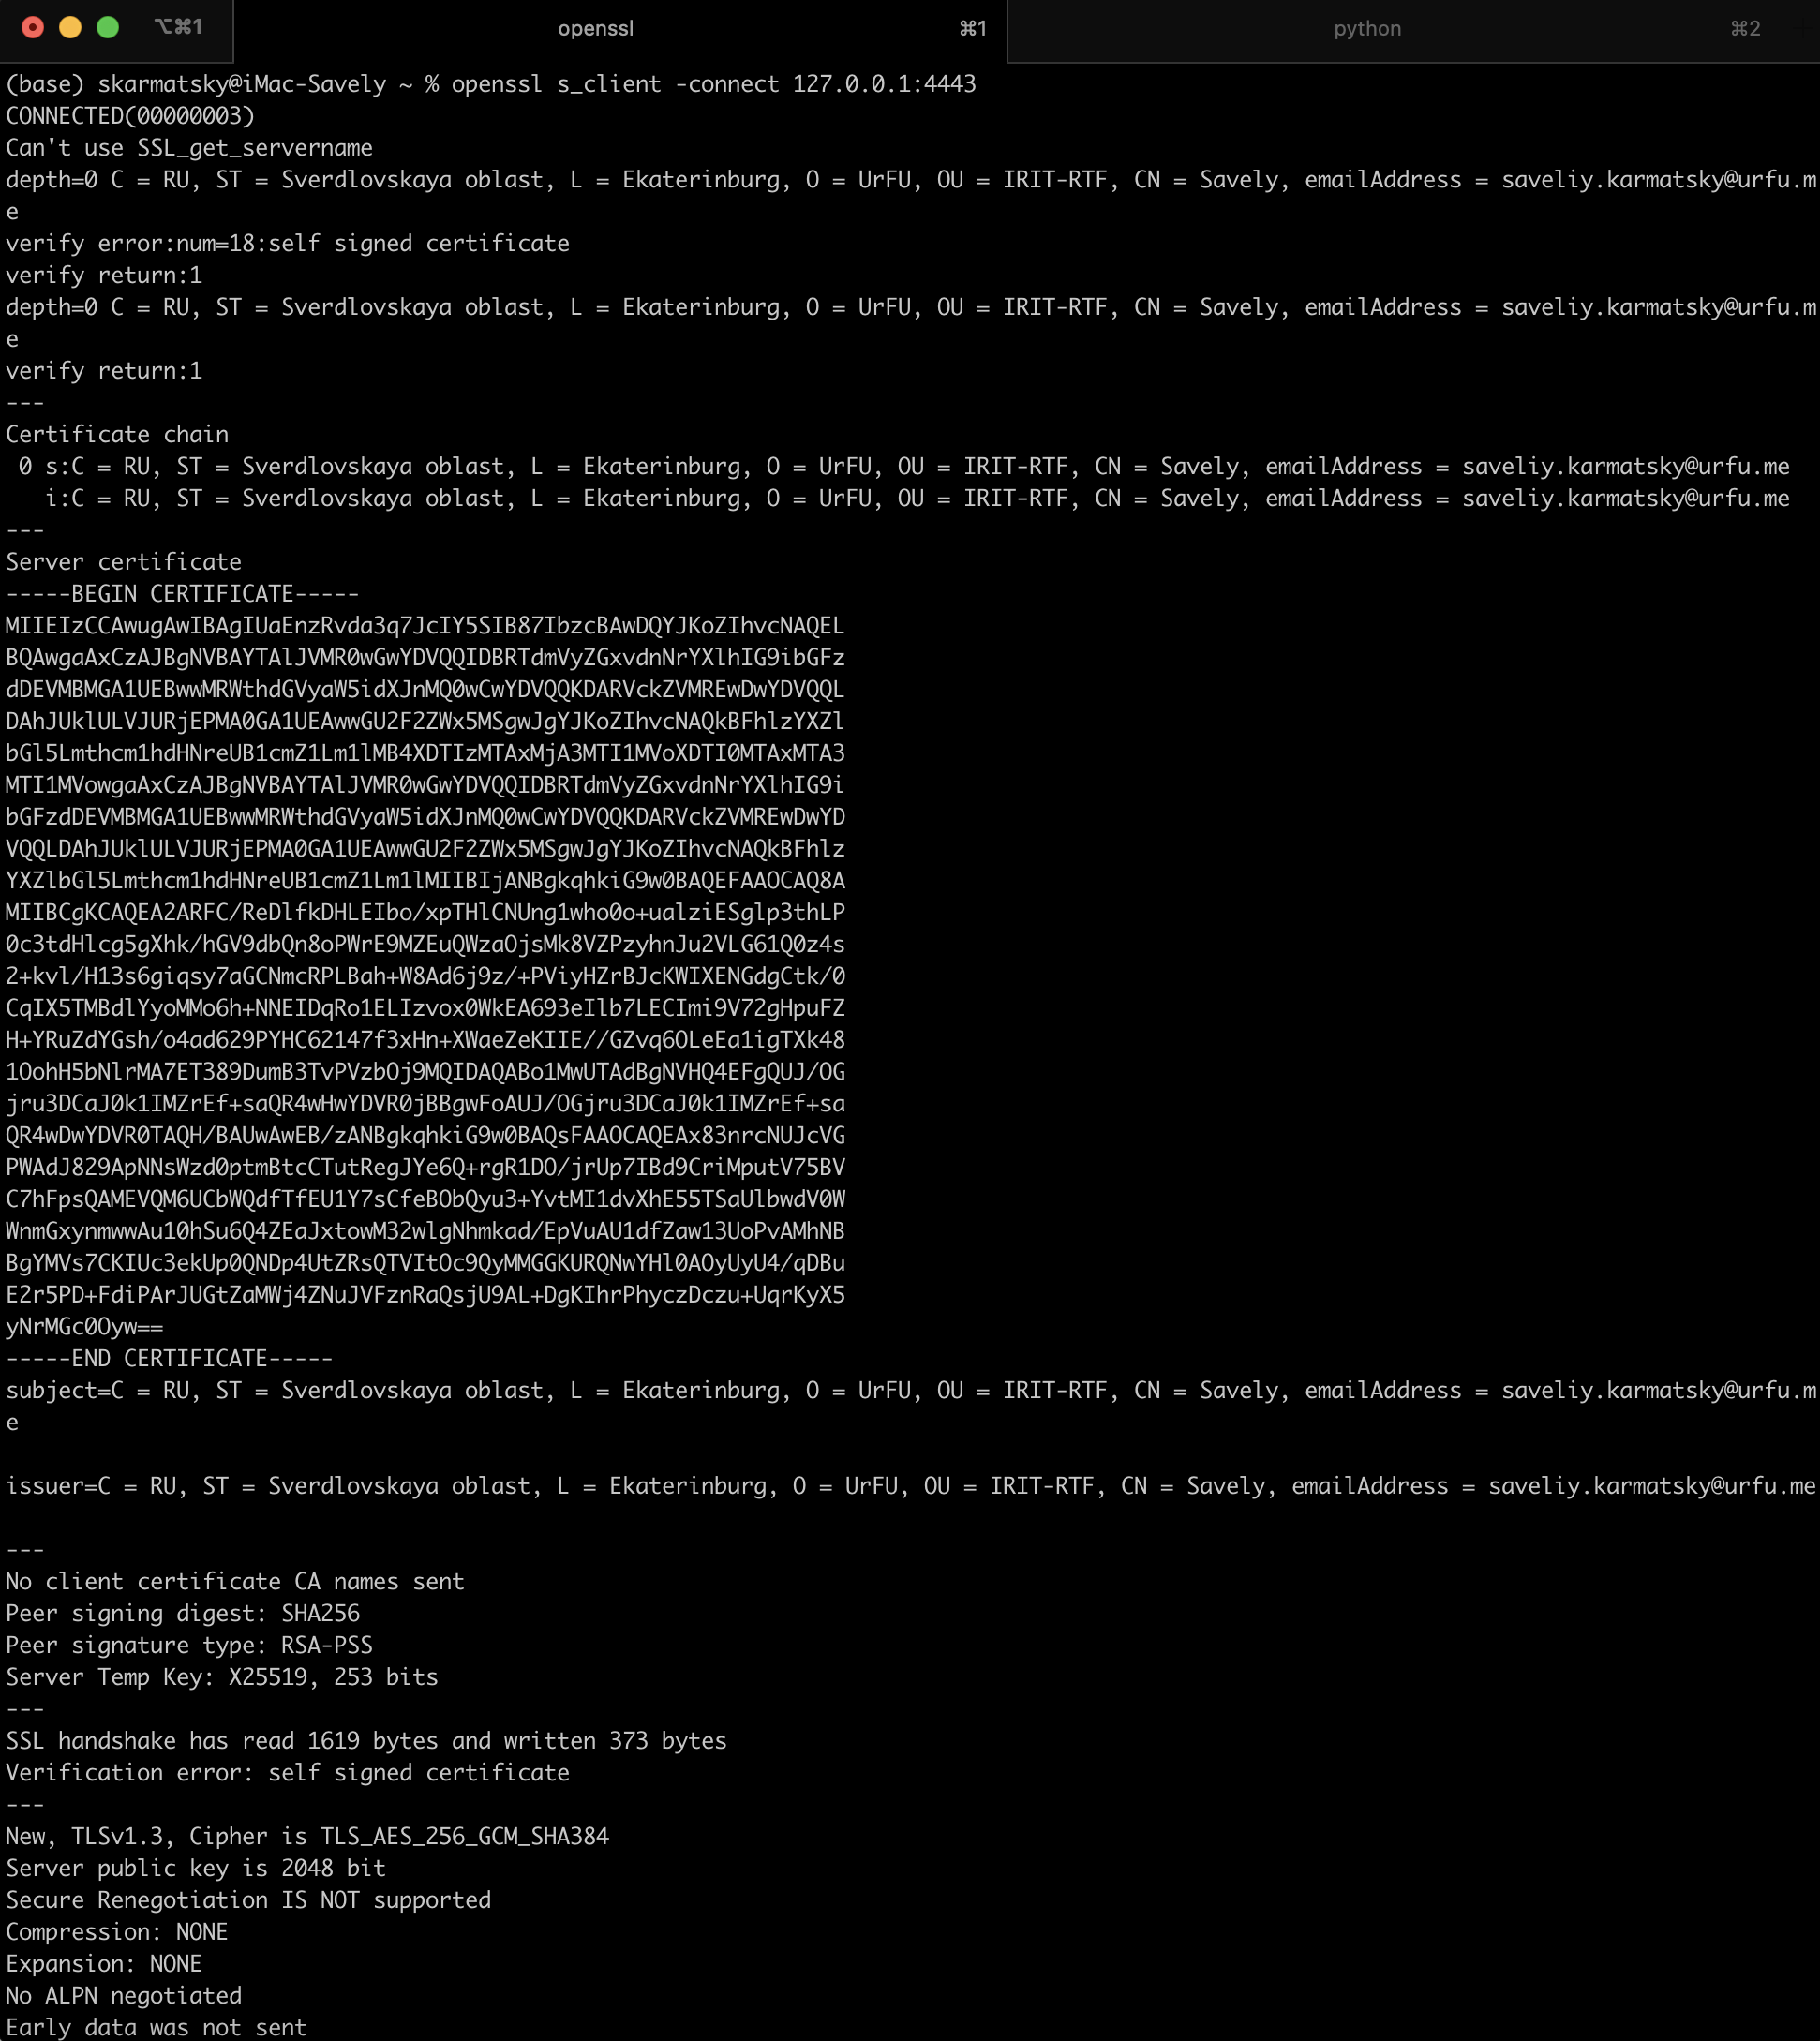 ⌥⌘1
openssl ⌘1
python ⌘2
(base) skarmatsky@iMac-Savely ~ % openssl s_client -connect 127.0.0.1:4443
CONNECTED(00000003)
Can't use SSL_get_servername
depth=0 C = RU, ST = Sverdlovskaya oblast, L = Ekaterinburg, O = UrFU, OU = IRIT-RTF, CN = Savely, emailAddress = saveliy.karmatsky@urfu.m
e
verify error:num=18:self signed certificate
verify return:1
depth=0 C = RU, ST = Sverdlovskaya oblast, L = Ekaterinburg, O = UrFU, OU = IRIT-RTF, CN = Savely, emailAddress = saveliy.karmatsky@urfu.m
e
verify return:1
---
Certificate chain
 0 s:C = RU, ST = Sverdlovskaya oblast, L = Ekaterinburg, O = UrFU, OU = IRIT-RTF, CN = Savely, emailAddress = saveliy.karmatsky@urfu.me
   i:C = RU, ST = Sverdlovskaya oblast, L = Ekaterinburg, O = UrFU, OU = IRIT-RTF, CN = Savely, emailAddress = saveliy.karmatsky@urfu.me
---
Server certificate
-----BEGIN CERTIFICATE-----
MIIEIzCCAwugAwIBAgIUaEnzRvda3q7JcIY5SIB87IbzcBAwDQYJKoZIhvcNAQEL
BQAwgaAxCzAJBgNVBAYTAlJVMR0wGwYDVQQIDBRTdmVyZGxvdnNrYXlhIG9ibGFz
dDEVMBMGA1UEBwwMRWthdGVyaW5idXJnMQ0wCwYDVQQKDARVckZVMREwDwYDVQQL
DAhJUklULVJURjEPMA0GA1UEAwwGU2F2ZWx5MSgwJgYJKoZIhvcNAQkBFhlzYXZl
bGl5Lmthcm1hdHNreUB1cmZ1Lm1lMB4XDTIzMTAxMjA3MTI1MVoXDTI0MTAxMTA3
MTI1MVowgaAxCzAJBgNVBAYTAlJVMR0wGwYDVQQIDBRTdmVyZGxvdnNrYXlhIG9i
bGFzdDEVMBMGA1UEBwwMRWthdGVyaW5idXJnMQ0wCwYDVQQKDARVckZVMREwDwYD
VQQLDAhJUklULVJURjEPMA0GA1UEAwwGU2F2ZWx5MSgwJgYJKoZIhvcNAQkBFhlz
YXZlbGl5Lmthcm1hdHNreUB1cmZ1Lm1lMIIBIjANBgkqhkiG9w0BAQEFAAOCAQ8A
MIIBCgKCAQEA2ARFC/ReDlfkDHLEIbo/xpTHlCNUng1who0o+ualziESglp3thLP
0c3tdHlcg5gXhk/hGV9dbQn8oPWrE9MZEuQWzaOjsMk8VZPzyhnJu2VLG61Q0z4s
2+kvl/H13s6giqsy7aGCNmcRPLBah+W8Ad6j9z/+PViyHZrBJcKWIXENGdgCtk/0
CqIX5TMBdlYyoMMo6h+NNEIDqRo1ELIzvox0WkEA693eIlb7LECImi9V72gHpuFZ
H+YRuZdYGsh/o4ad629PYHC62147f3xHn+XWaeZeKIIE//GZvq6OLeEa1igTXk48
1OohH5bNlrMA7ET389DumB3TvPVzbOj9MQIDAQABo1MwUTAdBgNVHQ4EFgQUJ/OG
jru3DCaJ0k1IMZrEf+saQR4wHwYDVR0jBBgwFoAUJ/OGjru3DCaJ0k1IMZrEf+sa
QR4wDwYDVR0TAQH/BAUwAwEB/zANBgkqhkiG9w0BAQsFAAOCAQEAx83nrcNUJcVG
PWAdJ829ApNNsWzd0ptmBtcCTutRegJYe6Q+rgR1DO/jrUp7IBd9CriMputV75BV
C7hFpsQAMEVQM6UCbWQdfTfEU1Y7sCfeBObQyu3+YvtMI1dvXhE55TSaUlbwdV0W
WnmGxynmwwAu10hSu6Q4ZEaJxtowM32wlgNhmkad/EpVuAU1dfZaw13UoPvAMhNB
BgYMVs7CKIUc3ekUp0QNDp4UtZRsQTVItOc9QyMMGGKURQNwYHl0AOyUyU4/qDBu
E2r5PD+FdiPArJUGtZaMWj4ZNuJVFznRaQsjU9AL+DgKIhrPhyczDczu+UqrKyX5
yNrMGc0Oyw==
-----END CERTIFICATE-----
subject=C = RU, ST = Sverdlovskaya oblast, L = Ekaterinburg, O = UrFU, OU = IRIT-RTF, CN = Savely, emailAddress = saveliy.karmatsky@urfu.m
e
issuer=C = RU, ST = Sverdlovskaya oblast, L = Ekaterinburg, O = UrFU, OU = IRIT-RTF, CN = Savely, emailAddress = saveliy.karmatsky@urfu.me
---
No client certificate CA names sent
Peer signing digest: SHA256
Peer signature type: RSA-PSS
Server Temp Key: X25519, 253 bits
---
SSL handshake has read 1619 bytes and written 373 bytes
Verification error: self signed certificate
---
New, TLSv1.3, Cipher is TLS_AES_256_GCM_SHA384
Server public key is 2048 bit
Secure Renegotiation IS NOT supported
Compression: NONE
Expansion: NONE
No ALPN negotiated
Early data was not sent